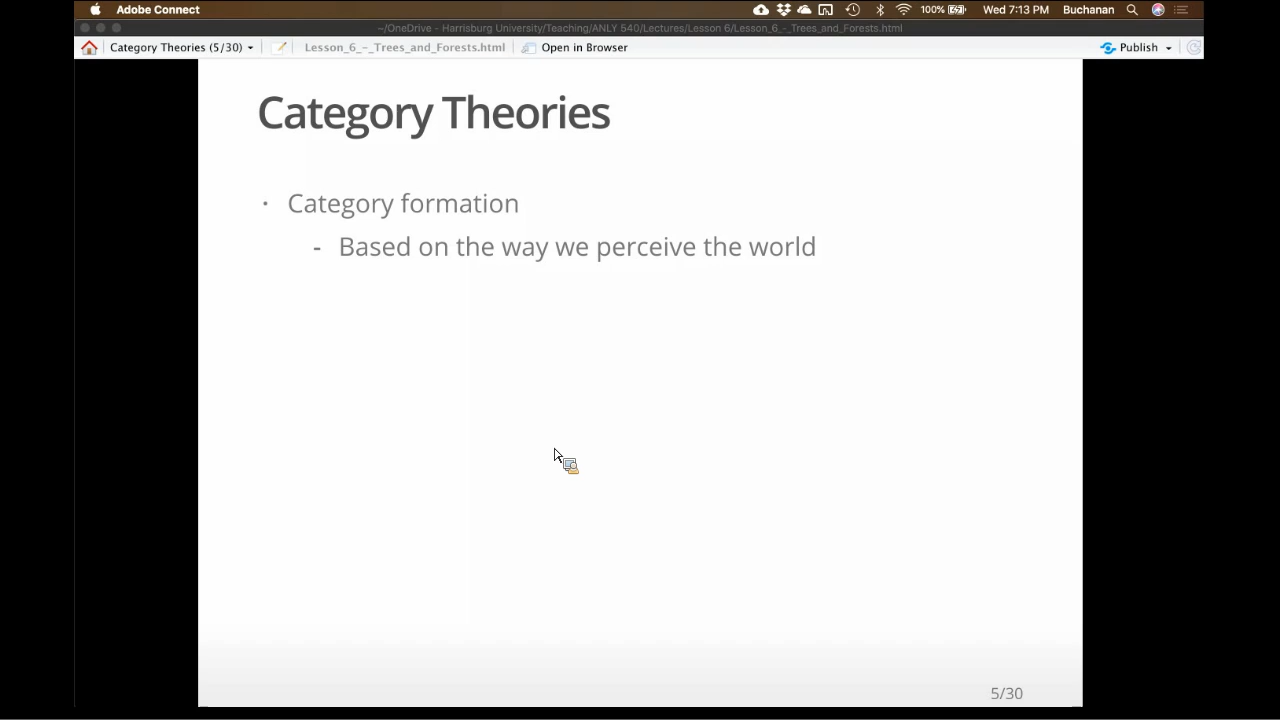 Adobe Connect
100%
Wed 7:13 PM
Buchanan
~/OneDrive - Harrisburg University/Teaching/ANLY 540/Lectures/Lesson 6/Lesson_6_-_Trees_and_Forests.html
Category Theories (5/30)
Lesson_6_-_Trees_and_Forests.html
Open in Browser
Publish
Category Theories
· Category formation
- Based on the way we perceive the world
5/30